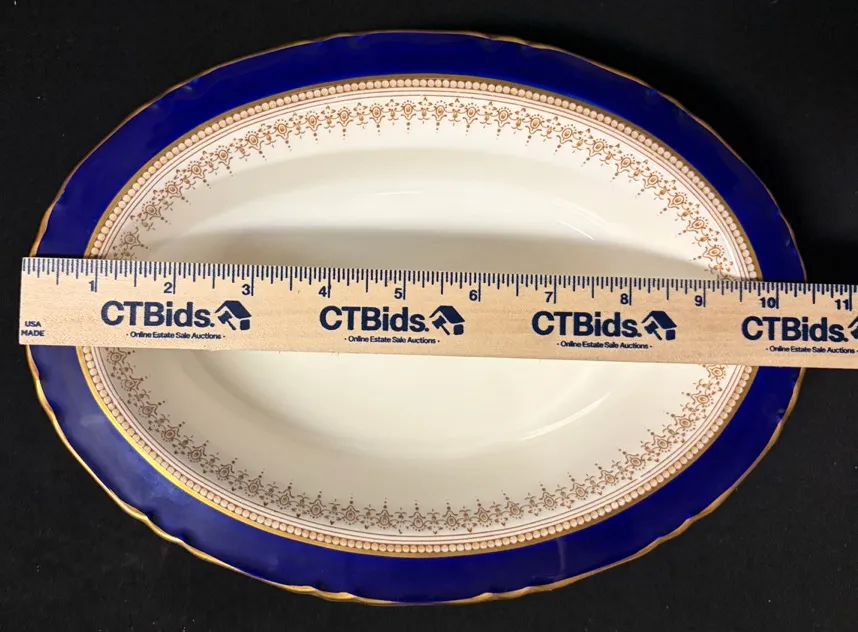 1 2 3 4 5 6 7 8 9 10 11
USA
MADE
CTBids.
· Online Estate Sale Auctions ·
CTBids.
· Online Estate Sale Auctions ·
CTBids.
· Online Estate Sale Auctions ·
CTBids.
· Online Estate Sale Auctions